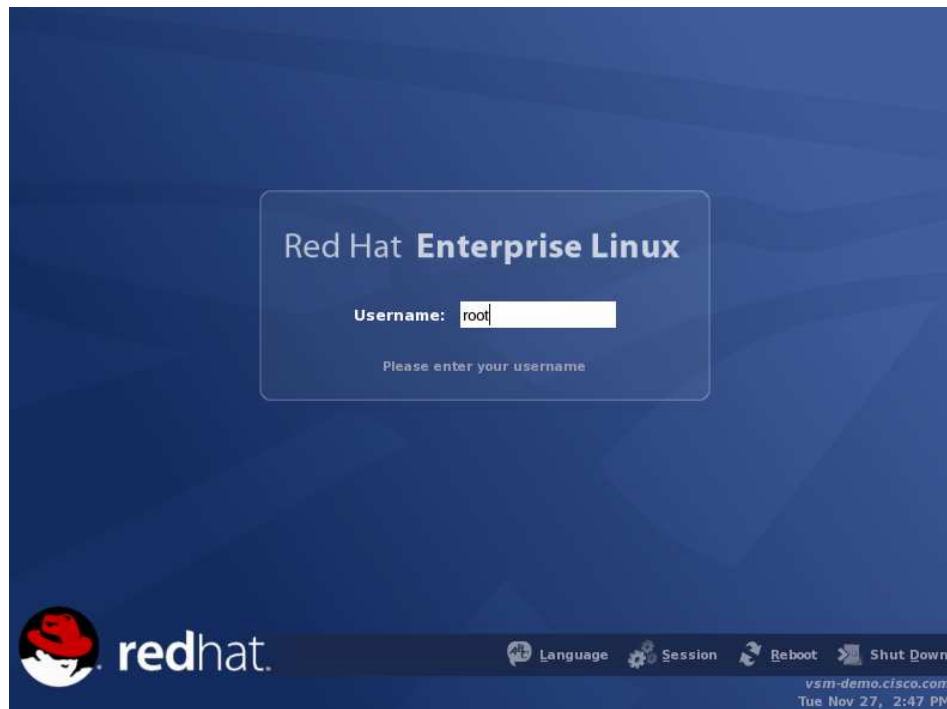 Red Hat Enterprise Linux
Username: root
Please enter your username
redhat.
Language Session Reboot Shut Down
vsm-demo.cisco.com
Tue Nov 27, 2:47 PM